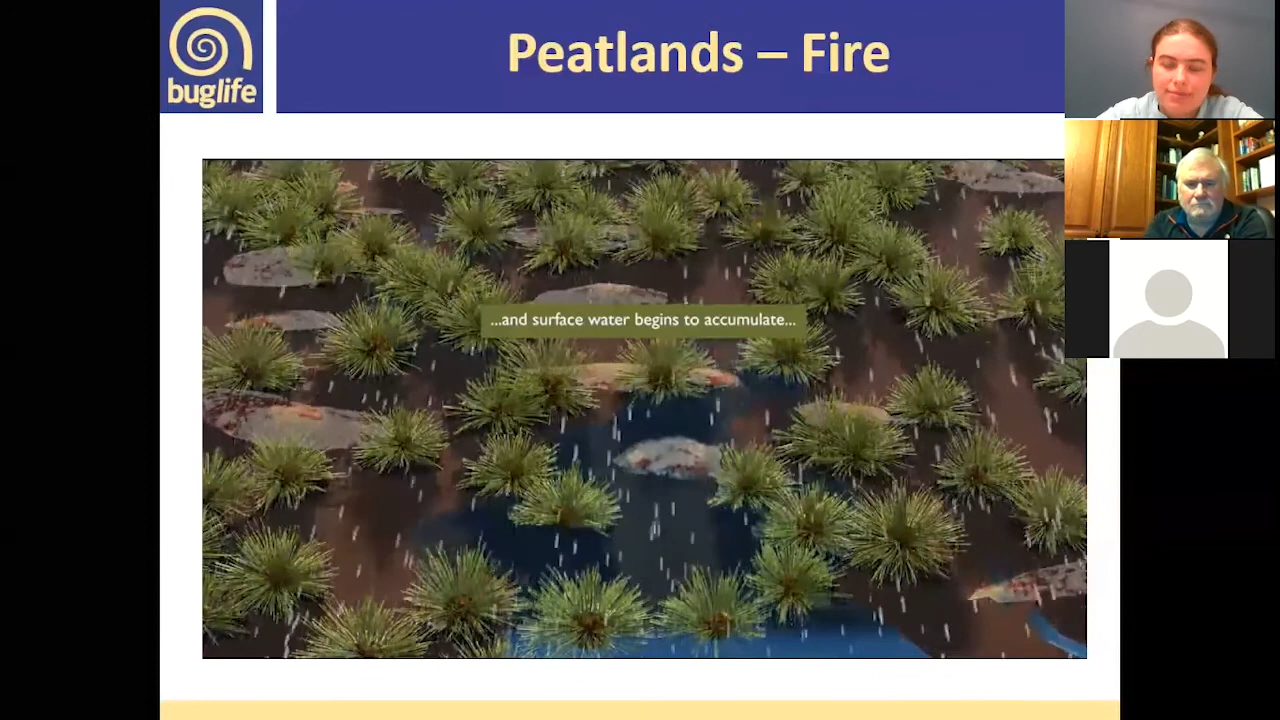 Peatlands – Fire
buglife
...and surface water begins to accumulate...